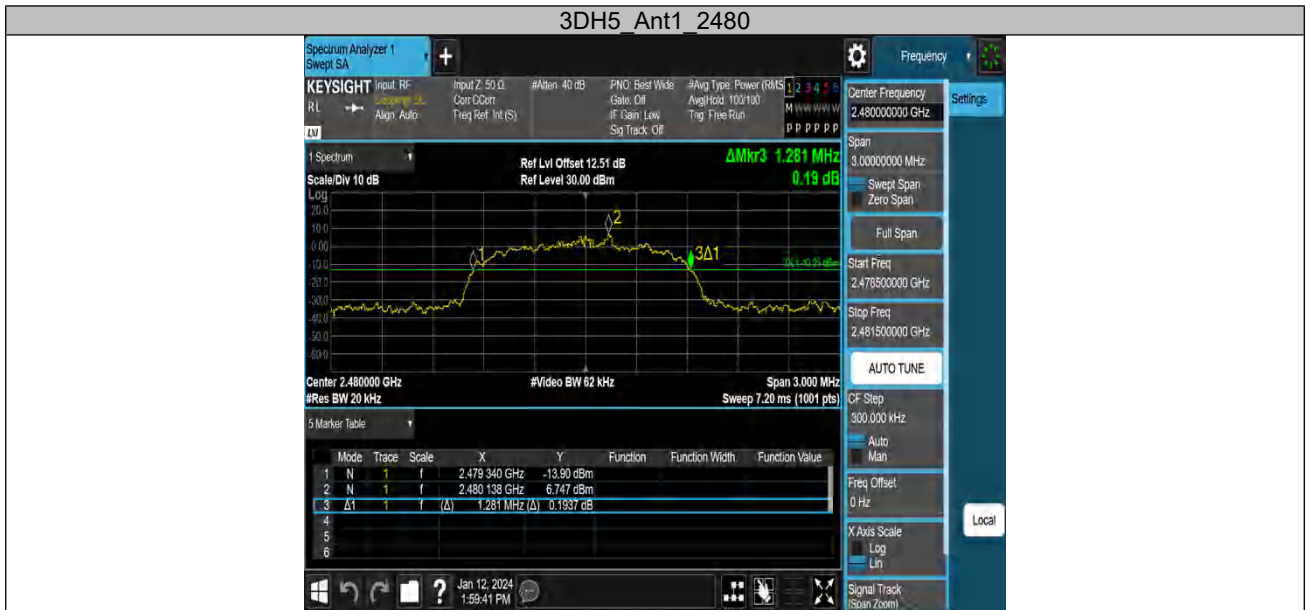 3DH5_Ant1_2480
Spectrum Analyzer 1
Swept SA
Frequency
KEYSIGHT
RL
LXI
Input: RF
Align: Auto
Input Z: 50 Ω
Corr CCorr
Freq Ref: Int (S)
#Atten: 40 dB
PNO: Best Wide
Gate: Off
IF Gain: Low
Sig Track: Off
#Avg Type: Power (RMS
Avg|Hold: 100/100
Trig: Free Run
1 2 3 4 5 6
M W W W W W
P P P P P P
Center Frequency
2.480000000 GHz
Settings
Span
3.00000000 MHz
Swept Span
Zero Span
Full Span
Start Freq
2.478500000 GHz
Stop Freq
2.481500000 GHz
AUTO TUNE
CF Step
300.000 kHz
Auto
Man
Freq Offset
0 Hz
X Axis Scale
Log
Lin
Signal Track
(Span Zoom)
Local
1 Spectrum
Scale/Div 10 dB
Log
Ref Lvl Offset 12.51 dB
Ref Level 30.00 dBm
ΔMkr3 1.281 MHz
0.19 dB
20.0
10.0
0.00
-10.0
-20.0
-30.0
-40.0
-50.0
-60.0
1
2
3Δ1
Center 2.480000 GHz
#Video BW 62 kHz
Span 3.000 MHz
#Res BW 20 kHz
Sweep 7.20 ms (1001 pts)
5 Marker Table
Mode Trace Scale X Y Function Function Width Function Value
1 N 1 f 2.479 340 GHz -13.90 dBm
2 N 1 f 2.480 138 GHz 6.747 dBm
3 Δ1 1 f (Δ) 1.281 MHz (Δ) 0.1937 dB
4
5
6
?
Jan 12, 2024
1:59:41 PM